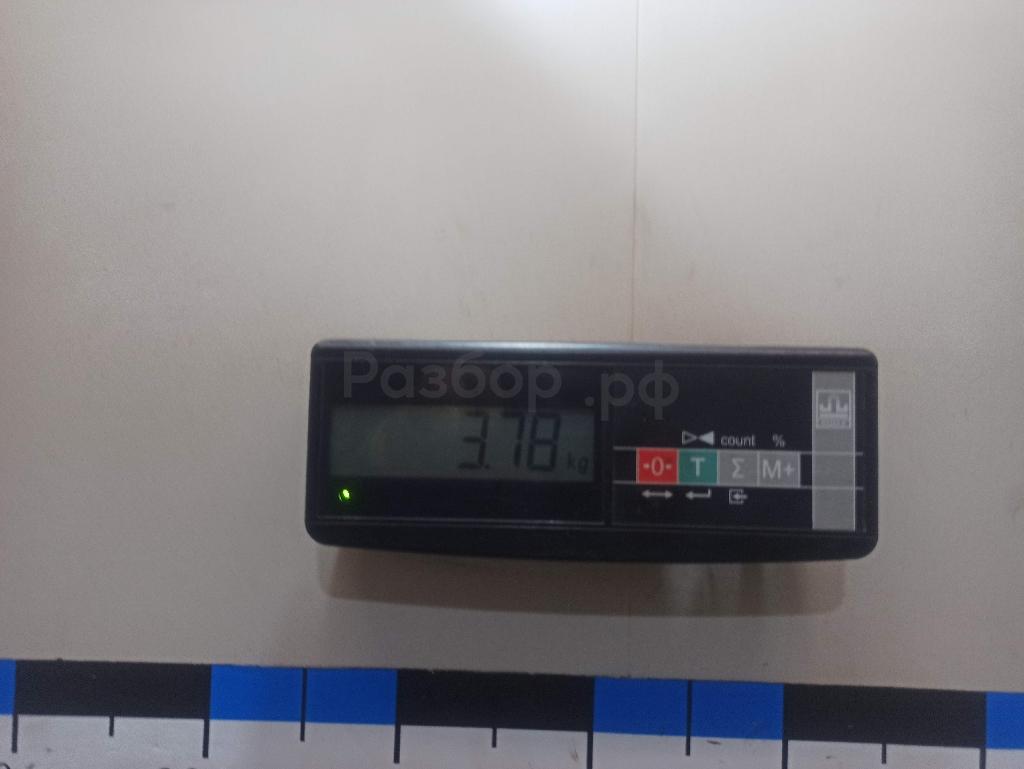 Разбор.рф
3.78 kg
count %
→0← T Σ M+